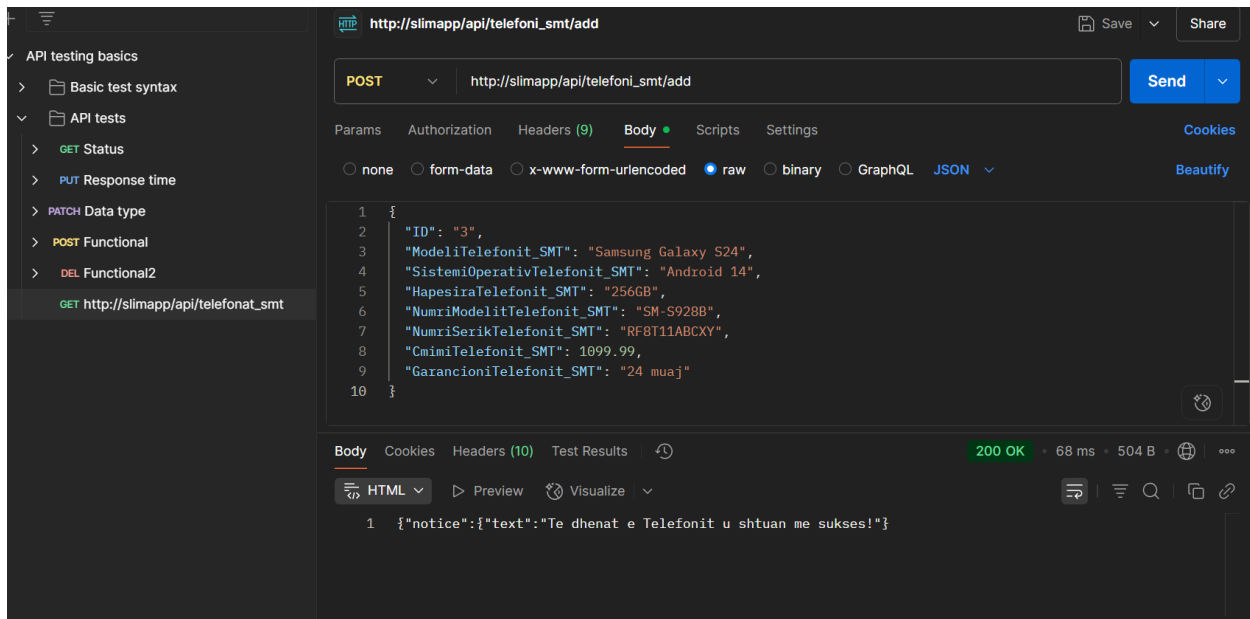 API testing basics
Basic test syntax
API tests
GET Status
PUT Response time
PATCH Data type
POST Functional
DEL Functional2
GET http://slimapp/api/telefonat_smt
HTTP http://slimapp/api/telefoni_smt/add
Save
Share
POST http://slimapp/api/telefoni_smt/add
Send
Params Authorization Headers (9) Body Scripts Settings Cookies
none form-data x-www-form-urlencoded raw binary GraphQL JSON Beautify
1 {
2 "ID": "3",
3 "ModeliTelefonit_SMT": "Samsung Galaxy S24",
4 "SistemiOperativTelefonit_SMT": "Android 14",
5 "HapesiraTelefonit_SMT": "256GB",
6 "NumriModelitTelefonit_SMT": "SM-S928B",
7 "NumriSerikTelefonit_SMT": "RF8T11ABCXY",
8 "CmimiTelefonit_SMT": 1099.99,
9 "GarancioniTelefonit_SMT": "24 muaj"
10 }
Body Cookies Headers (10) Test Results 200 OK 68 ms 504 B
HTML Preview Visualize
1 {"notice":{"text":"Te dhenat e Telefonit u shtuan me sukses!"}